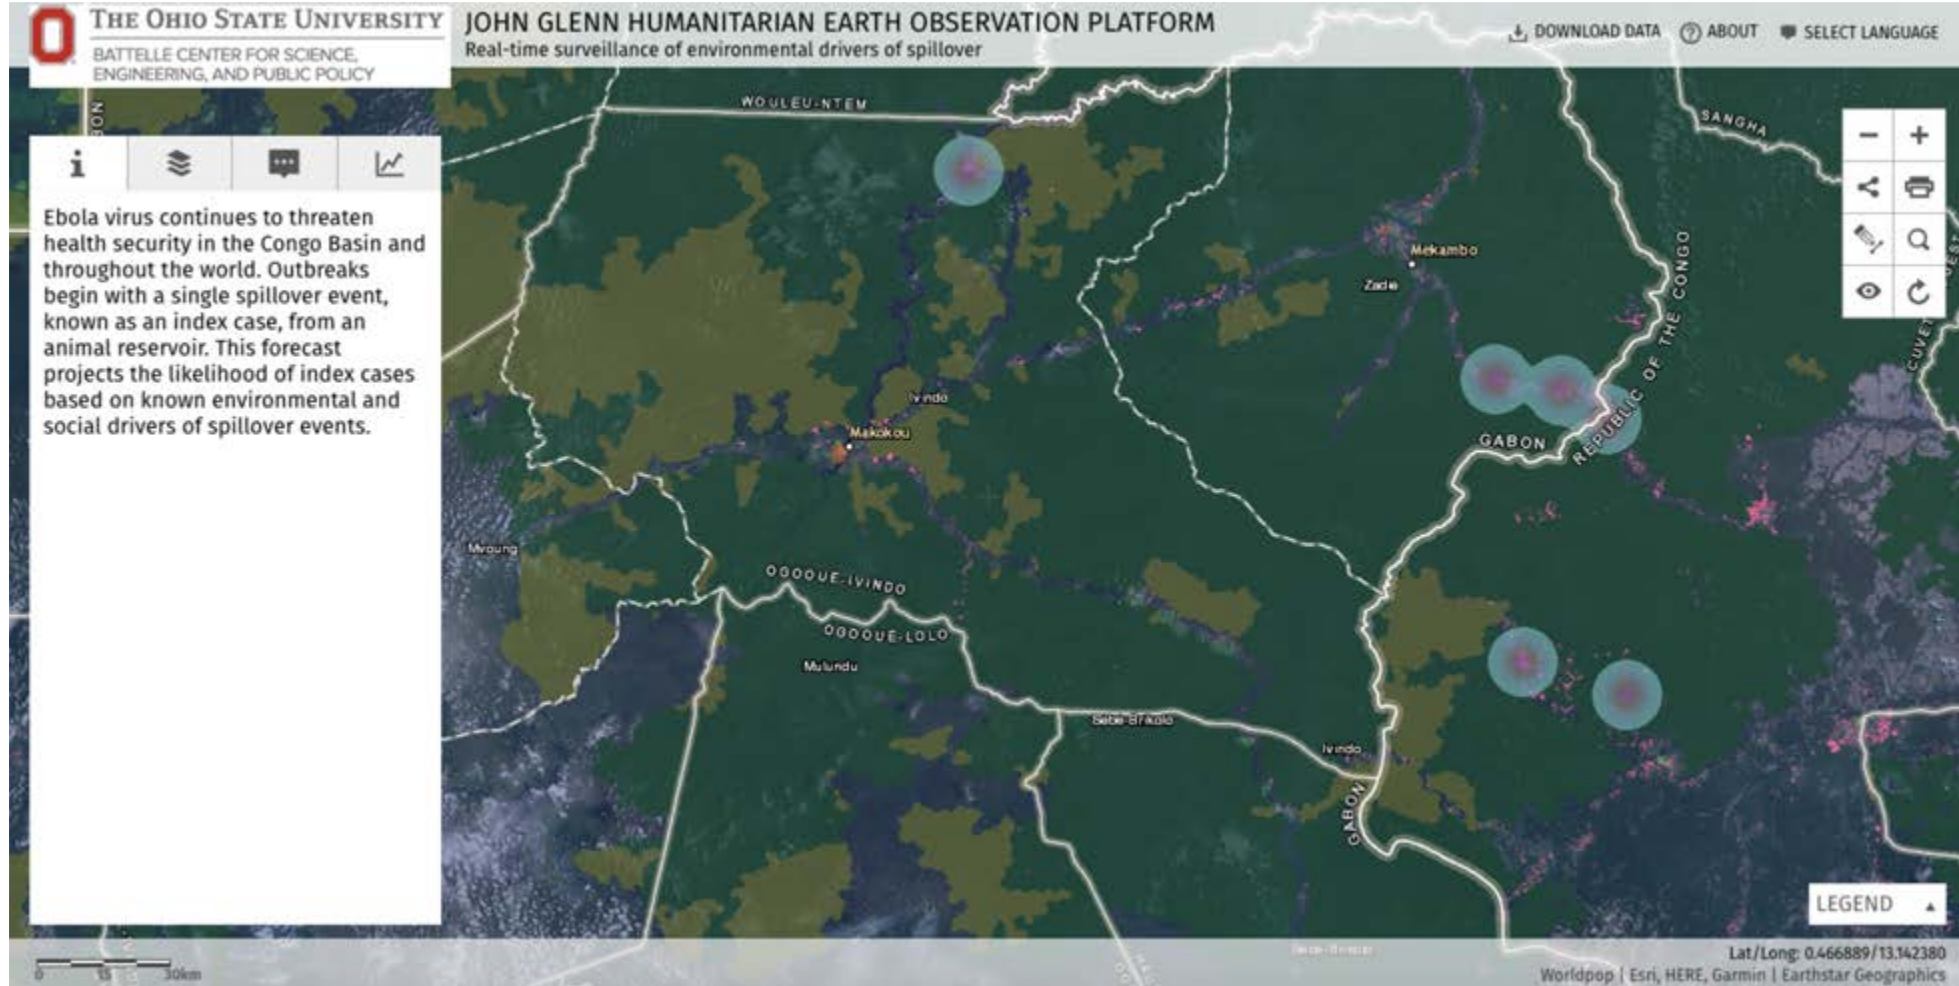 THE OHIO STATE UNIVERSITY
BATTELLE CENTER FOR SCIENCE,
ENGINEERING, AND PUBLIC POLICY
JOHN GLENN HUMANITARIAN EARTH OBSERVATION PLATFORM
Real-time surveillance of environmental drivers of spillover
DOWNLOAD DATA
ABOUT
SELECT LANGUAGE
Ebola virus continues to threaten
health security in the Congo Basin and
throughout the world. Outbreaks
begin with a single spillover event,
known as an index case, from an
animal reservoir. This forecast
projects the likelihood of index cases
based on known environmental and
social drivers of spillover events.
WOULEU-NTEM
SANGHA
Mekambo
Zadie
REPUBLIC OF THE CONGO
GABON
Ivindo
Makokou
Mvoung
OGOOUE-IVINDO
OGOOUE-LOLO
Mulundu
Sebe-Brikolo
Ivindo
GABON
LEGEND
0 15 30km
Lat/Long: 0.466889/13.142380
Worldpop | Esri, HERE, Garmin | Earthstar Geographics